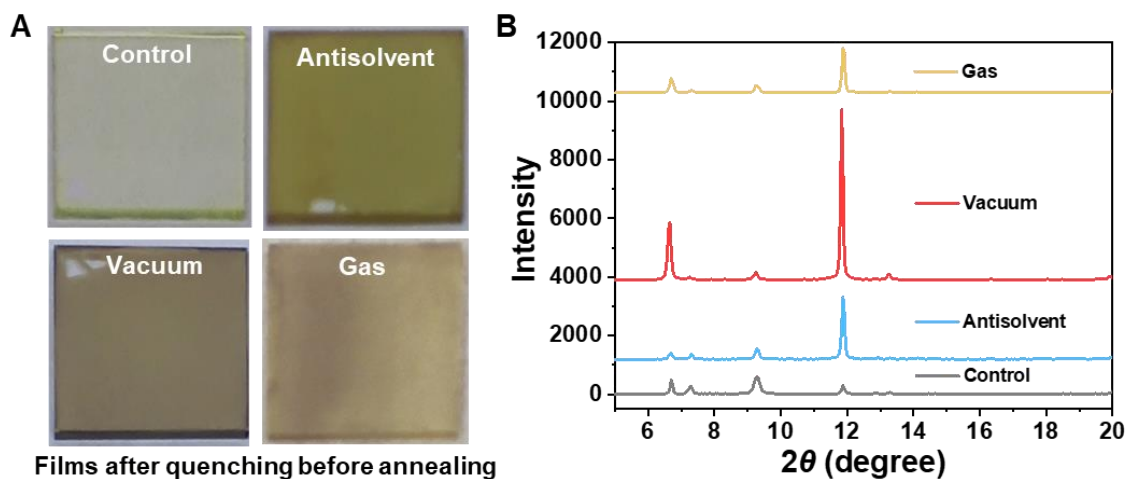 A
Control
Antisolvent
Vacuum
Gas
Films after quenching before annealing
B
12000
10000
8000
6000
4000
2000
0
Intensity
Gas
Vacuum
Antisolvent
Control
6 8 10 12 14 16 18 20
2θ (degree)